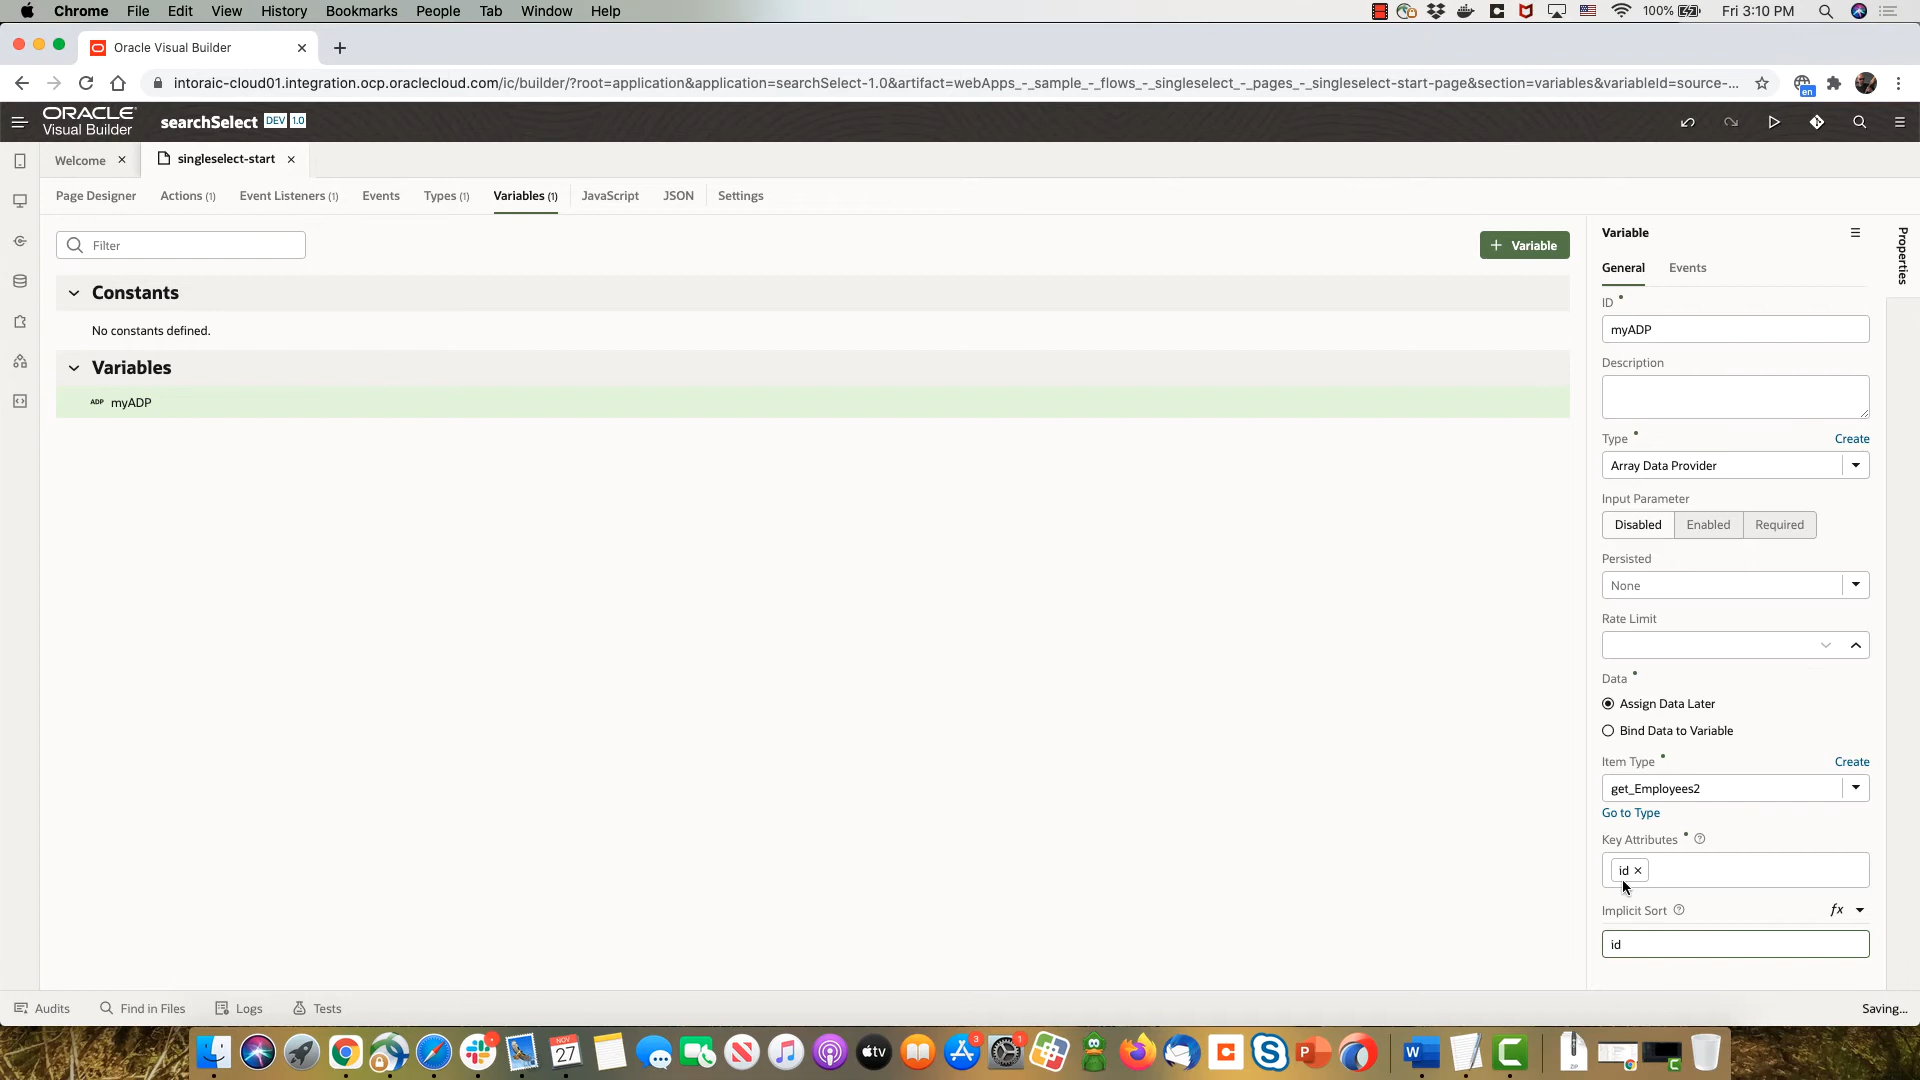 Chrome File Edit View History Bookmarks People Tab Window Help 100% Fri 3:10 PM
Oracle Visual Builder
intoraic-cloud01.integration.ocp.oraclecloud.com/ic/builder/?root=application&application=searchSelect-1.0&artifact=webApps_-_sample_-_flows_-_singleselect_-_pages_-_singleselect-start-page&section=variables&variableId=source-...
en
ORACLE
Visual Builder
searchSelect DEV 1.0
Welcome
singleselect-start
Page Designer Actions (1) Event Listeners (1) Events Types (1) Variables (1) JavaScript JSON Settings
Filter
+ Variable
Constants
No constants defined.
Variables
ADP myADP
Variable
Properties
General Events
ID
myADP
Description
Type Create
Array Data Provider
Input Parameter
Disabled Enabled Required
Persisted
None
Rate Limit
Data
Assign Data Later
Bind Data to Variable
Item Type Create
get_Employees2
Go to Type
Key Attributes
id
Implicit Sort fx
id
Audits Find in Files Logs Tests
Saving...
NOV
27
tv
3